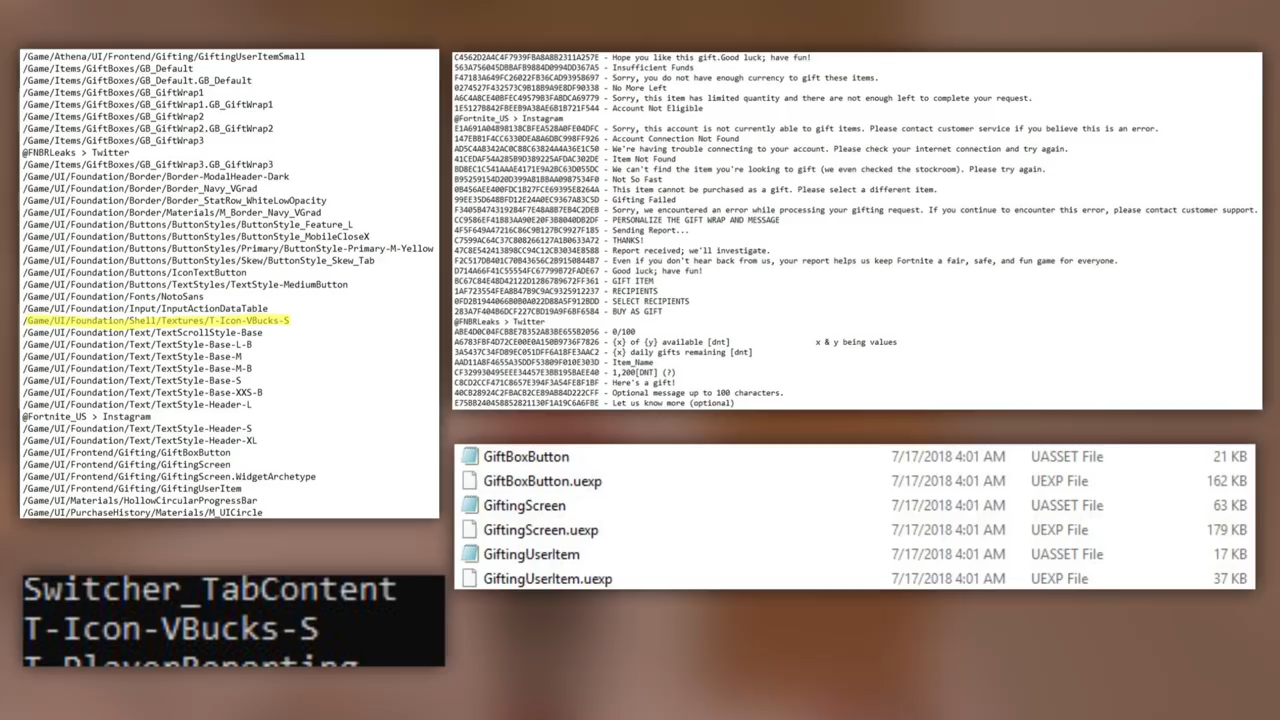 /Game/Athena/UI/Frontend/Gifting/GiftingUserItemSmall
/Game/Items/GiftBoxes/GB_Default
/Game/Items/GiftBoxes/GB_Default.GB_Default
/Game/Items/GiftBoxes/GB_GiftWrap1
/Game/Items/GiftBoxes/GB_GiftWrap1.GB_GiftWrap1
/Game/Items/GiftBoxes/GB_GiftWrap2
/Game/Items/GiftBoxes/GB_GiftWrap2.GB_GiftWrap2
/Game/Items/GiftBoxes/GB_GiftWrap3
@FNBRLeaks > Twitter
/Game/Items/GiftBoxes/GB_GiftWrap3.GB_GiftWrap3
/Game/UI/Foundation/Border/Border-ModalHeader-Dark
/Game/UI/Foundation/Border/Border_Navy_VGrad
/Game/UI/Foundation/Border/Border_StatRow_WhiteLowOpacity
/Game/UI/Foundation/Border/Materials/M_Border_Navy_VGrad
/Game/UI/Foundation/Buttons/ButtonStyles/ButtonStyle_Feature_L
/Game/UI/Foundation/Buttons/ButtonStyles/ButtonStyle_MobileCloseX
/Game/UI/Foundation/Buttons/ButtonStyles/Primary/ButtonStyle-Primary-M-Yellow
/Game/UI/Foundation/Buttons/ButtonStyles/Skew/ButtonStyle_Skew_Tab
/Game/UI/Foundation/Buttons/IconTextButton
/Game/UI/Foundation/Buttons/TextStyles/TextStyle-MediumButton
/Game/UI/Foundation/Fonts/NotoSans
/Game/UI/Foundation/Input/InputActionDataTable
/Game/UI/Foundation/Shell/Textures/T-Icon-VBucks-S
/Game/UI/Foundation/Text/TextScrollStyle-Base
/Game/UI/Foundation/Text/TextStyle-Base-L-B
/Game/UI/Foundation/Text/TextStyle-Base-M
/Game/UI/Foundation/Text/TextStyle-Base-M-B
/Game/UI/Foundation/Text/TextStyle-Base-S
/Game/UI/Foundation/Text/TextStyle-Base-XXS-B
/Game/UI/Foundation/Text/TextStyle-Header-L
@Fortnite_US > Instagram
/Game/UI/Foundation/Text/TextStyle-Header-S
/Game/UI/Foundation/Text/TextStyle-Header-XL
/Game/UI/Frontend/Gifting/GiftBoxButton
/Game/UI/Frontend/Gifting/GiftingScreen
/Game/UI/Frontend/Gifting/GiftingScreen.WidgetArchetype
/Game/UI/Frontend/Gifting/GiftingUserItem
/Game/UI/Materials/HollowCircularProgressBar
/Game/UI/PurchaseHistory/Materials/M_UICircle
- Hope you like this gift.Good luck; have fun!
- Insufficient Funds
- Sorry, you do not have enough currency to gift these items.
- No More Left
- Sorry, this item has limited quantity and there are not enough left to complete your request.
- Account Not Eligible
@Fortnite_US > Instagram
- Sorry, this account is not currently able to gift items. Please contact customer service if you believe this is an error.
- Account Connection Not Found
- We're having trouble connecting to your account. Please check your internet connection and try again.
- Item Not Found
- We can't find the item you're looking to gift (we even checked the stockroom). Please try again.
- Not So Fast
- This item cannot be purchased as a gift. Please select a different item.
- Gifting Failed
- Sorry, we encountered an error while processing your gifting request. If you continue to encounter this error, please contact customer support.
- PERSONALIZE THE GIFT WRAP AND MESSAGE
- Sending Report...
- THANKS!
- Report received; we'll investigate.
- Even if you don't hear back from us, your report helps us keep Fortnite a fair, safe, and fun game for everyone.
- Good luck; have fun!
- GIFT ITEM
- RECIPIENTS
- SELECT RECIPIENTS
- BUY AS GIFT
@FNBRLeaks > Twitter
- 0/100
- {x} of {y} available [dnt] x & y being values
- {x} daily gifts remaining [dnt]
- Item_Name
- 1,200[DNT] (?)
- Here's a gift!
- Optional message up to 100 characters.
- Let us know more (optional)
GiftBoxButton 7/17/2018 4:01 AM UASSET File 21 KB
GiftBoxButton.uexp 7/17/2018 4:01 AM UEXP File 162 KB
GiftingScreen 7/17/2018 4:01 AM UASSET File 63 KB
GiftingScreen.uexp 7/17/2018 4:01 AM UEXP File 179 KB
GiftingUserItem 7/17/2018 4:01 AM UASSET File 17 KB
GiftingUserItem.uexp 7/17/2018 4:01 AM UEXP File 37 KB
Switcher_TabContent
T-Icon-VBucks-S
T_PlayerReporting